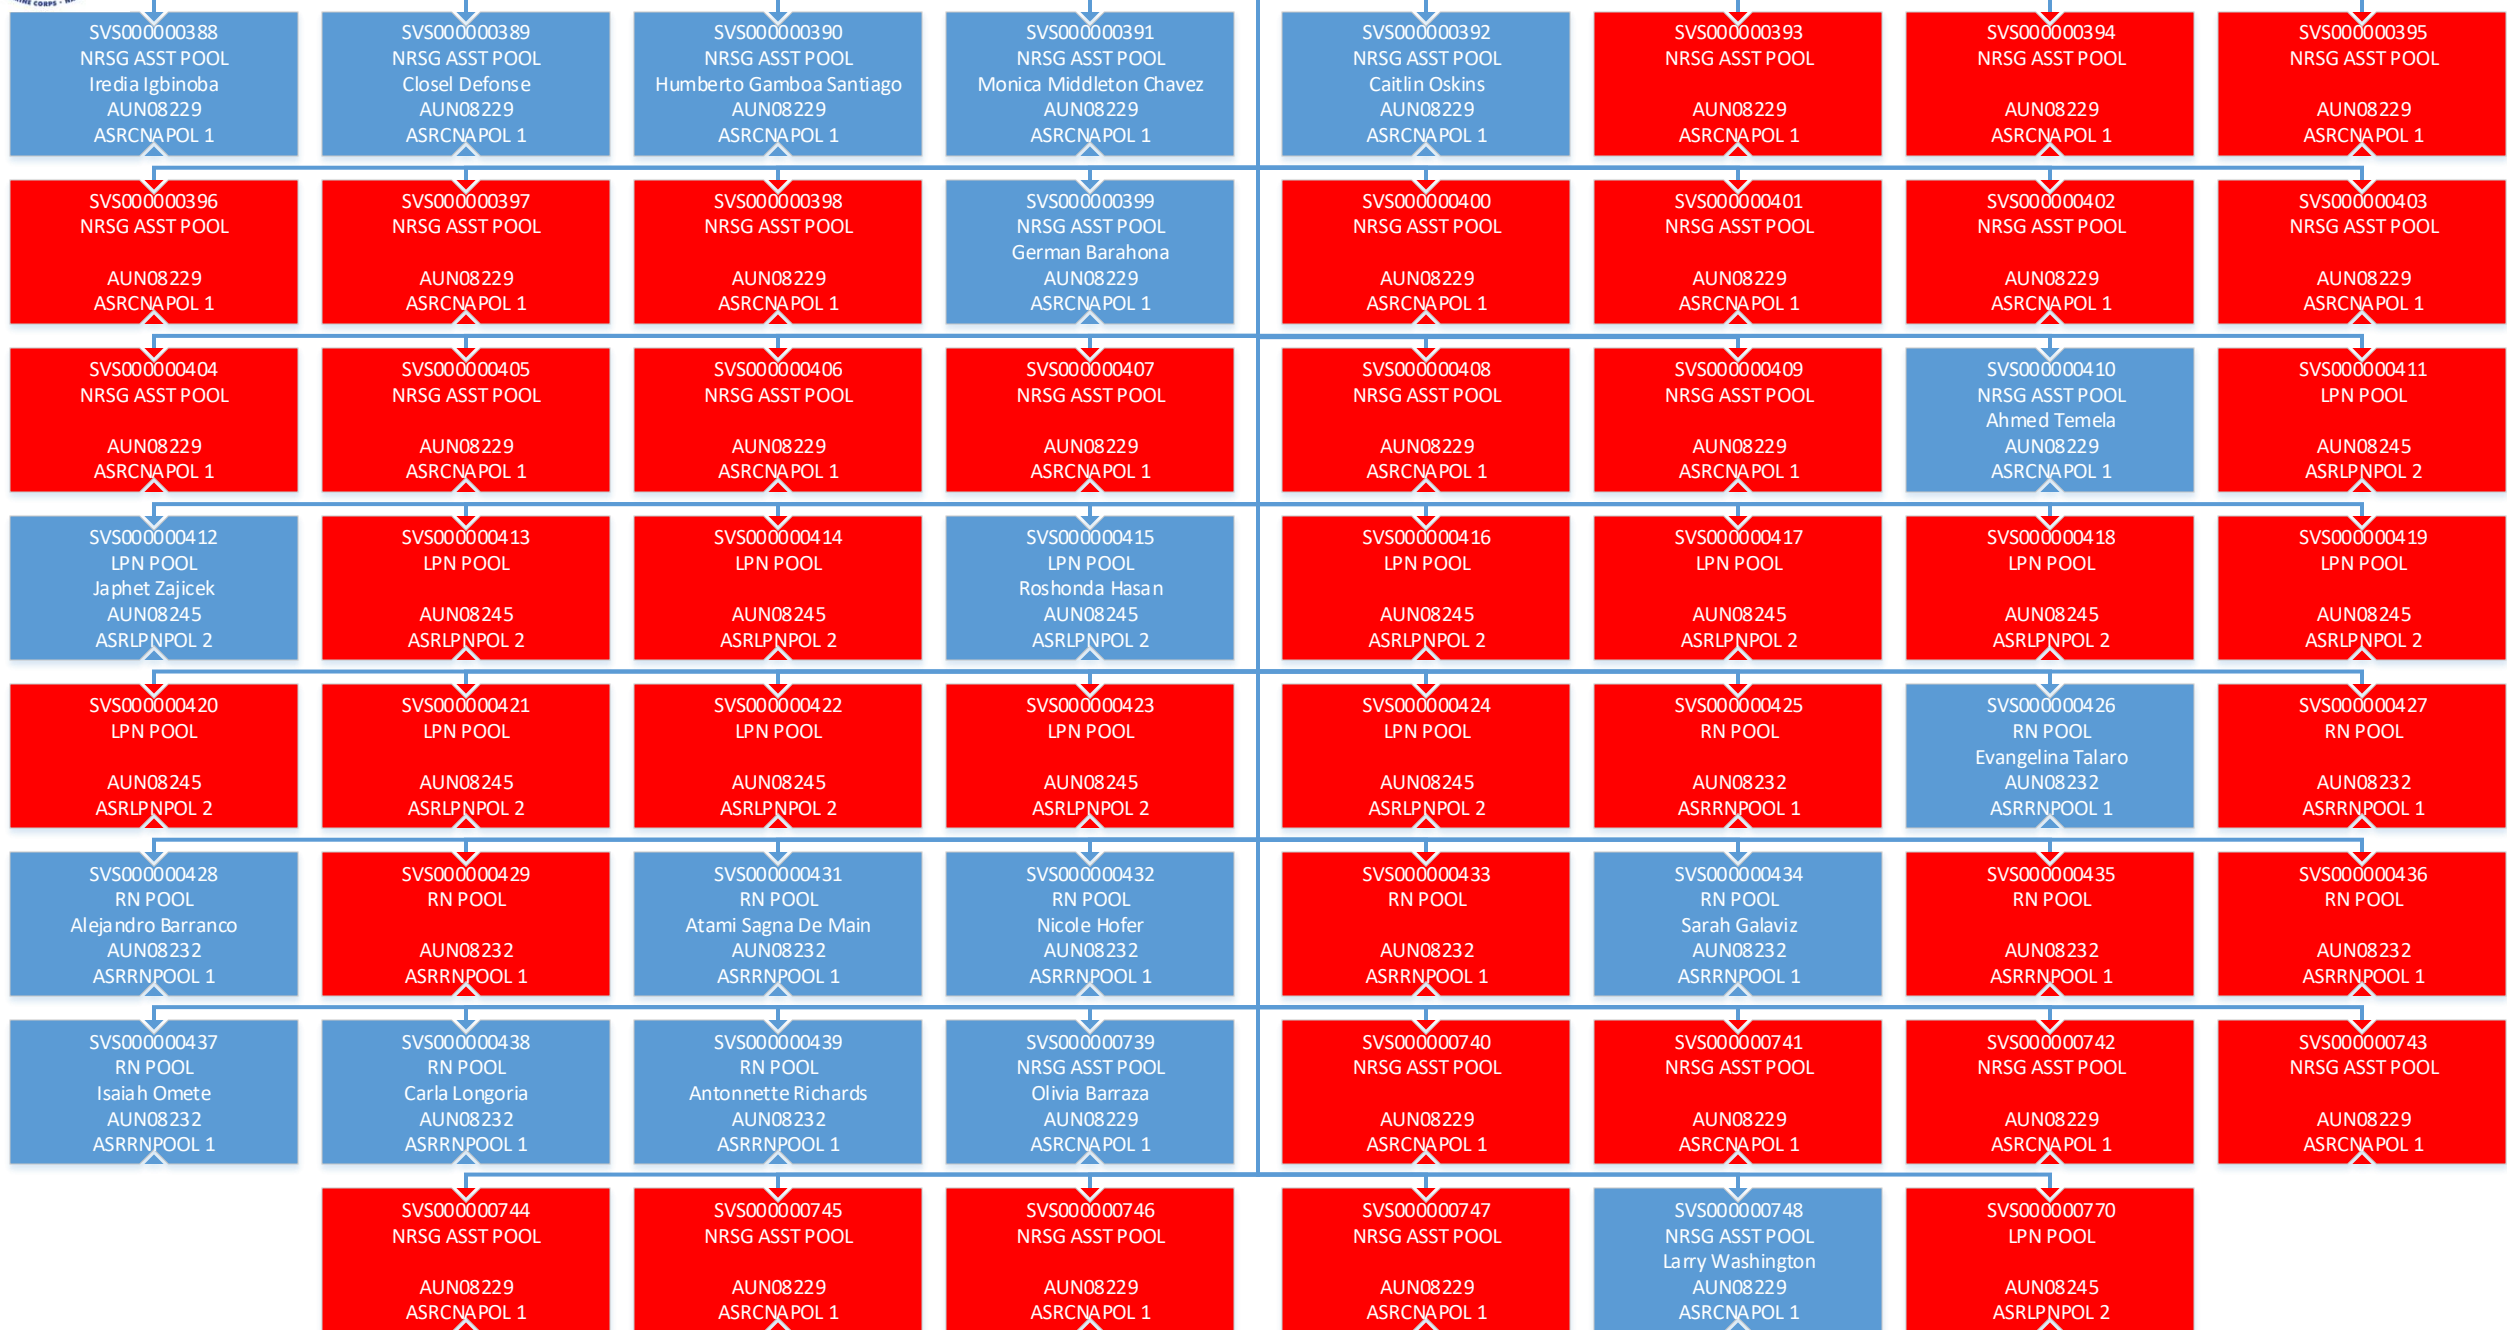 SVS000000388
NRSG ASST POOL
Iredia Igbinoba
AUN08229
ASRCNAPOL 1
SVS000000389
NRSG ASST POOL
Closel Defonse
AUN08229
ASRCNAPOL 1
SVS000000390
NRSG ASST POOL
Humberto Gamboa Santiago
AUN08229
ASRCNAPOL 1
SVS000000391
NRSG ASST POOL
Monica Middleton Chavez
AUN08229
ASRCNAPOL 1
SVS000000392
NRSG ASST POOL
Caitlin Oskins
AUN08229
ASRCNAPOL 1
SVS000000393
NRSG ASST POOL
AUN08229
ASRCNAPOL 1
SVS000000394
NRSG ASST POOL
AUN08229
ASRCNAPOL 1
SVS000000395
NRSG ASST POOL
AUN08229
ASRCNAPOL 1
SVS000000396
NRSG ASST POOL
AUN08229
ASRCNAPOL 1
SVS000000397
NRSG ASST POOL
AUN08229
ASRCNAPOL 1
SVS000000398
NRSG ASST POOL
AUN08229
ASRCNAPOL 1
SVS000000399
NRSG ASST POOL
German Barahona
AUN08229
ASRCNAPOL 1
SVS000000400
NRSG ASST POOL
AUN08229
ASRCNAPOL 1
SVS000000401
NRSG ASST POOL
AUN08229
ASRCNAPOL 1
SVS000000402
NRSG ASST POOL
AUN08229
ASRCNAPOL 1
SVS000000403
NRSG ASST POOL
AUN08229
ASRCNAPOL 1
SVS000000404
NRSG ASST POOL
AUN08229
ASRCNAPOL 1
SVS000000405
NRSG ASST POOL
AUN08229
ASRCNAPOL 1
SVS000000406
NRSG ASST POOL
AUN08229
ASRCNAPOL 1
SVS000000407
NRSG ASST POOL
AUN08229
ASRCNAPOL 1
SVS000000408
NRSG ASST POOL
AUN08229
ASRCNAPOL 1
SVS000000409
NRSG ASST POOL
AUN08229
ASRCNAPOL 1
SVS000000410
NRSG ASST POOL
Ahmed Temela
AUN08229
ASRCNAPOL 1
SVS000000411
LPN POOL
AUN08245
ASRLPNPOL 2
SVS000000412
LPN POOL
Japhet Zajicek
AUN08245
ASRLPNPOL 2
SVS000000413
LPN POOL
AUN08245
ASRLPNPOL 2
SVS000000414
LPN POOL
AUN08245
ASRLPNPOL 2
SVS000000415
LPN POOL
Roshonda Hasan
AUN08245
ASRLPNPOL 2
SVS000000416
LPN POOL
AUN08245
ASRLPNPOL 2
SVS000000417
LPN POOL
AUN08245
ASRLPNPOL 2
SVS000000418
LPN POOL
AUN08245
ASRLPNPOL 2
SVS000000419
LPN POOL
AUN08245
ASRLPNPOL 2
SVS000000420
LPN POOL
AUN08245
ASRLPNPOL 2
SVS000000421
LPN POOL
AUN08245
ASRLPNPOL 2
SVS000000422
LPN POOL
AUN08245
ASRLPNPOL 2
SVS000000423
LPN POOL
AUN08245
ASRLPNPOL 2
SVS000000424
LPN POOL
AUN08245
ASRLPNPOL 2
SVS000000425
RN POOL
AUN08232
ASRRNPOOL 1
SVS000000426
RN POOL
Evangelina Talaro
AUN08232
ASRRNPOOL 1
SVS000000427
RN POOL
AUN08232
ASRRNPOOL 1
SVS000000428
RN POOL
Alejandro Barranco
AUN08232
ASRRNPOOL 1
SVS000000429
RN POOL
AUN08232
ASRRNPOOL 1
SVS000000431
RN POOL
Atami Sagna De Main
AUN08232
ASRRNPOOL 1
SVS000000432
RN POOL
Nicole Hofer
AUN08232
ASRRNPOOL 1
SVS000000433
RN POOL
AUN08232
ASRRNPOOL 1
SVS000000434
RN POOL
Sarah Galaviz
AUN08232
ASRRNPOOL 1
SVS000000435
RN POOL
AUN08232
ASRRNPOOL 1
SVS000000436
RN POOL
AUN08232
ASRRNPOOL 1
SVS000000437
RN POOL
Isaiah Omete
AUN08232
ASRRNPOOL 1
SVS000000438
RN POOL
Carla Longoria
AUN08232
ASRRNPOOL 1
SVS000000439
RN POOL
Antonnette Richards
AUN08232
ASRRNPOOL 1
SVS000000739
NRSG ASST POOL
Olivia Barraza
AUN08229
ASRCNAPOL 1
SVS000000740
NRSG ASST POOL
AUN08229
ASRCNAPOL 1
SVS000000741
NRSG ASST POOL
AUN08229
ASRCNAPOL 1
SVS000000742
NRSG ASST POOL
AUN08229
ASRCNAPOL 1
SVS000000743
NRSG ASST POOL
AUN08229
ASRCNAPOL 1
SVS000000744
NRSG ASST POOL
AUN08229
ASRCNAPOL 1
SVS000000745
NRSG ASST POOL
AUN08229
ASRCNAPOL 1
SVS000000746
NRSG ASST POOL
AUN08229
ASRCNAPOL 1
SVS000000747
NRSG ASST POOL
AUN08229
ASRCNAPOL 1
SVS000000748
NRSG ASST POOL
Larry Washington
AUN08229
ASRCNAPOL 1
SVS000000770
LPN POOL
AUN08245
ASRLPNPOL 2